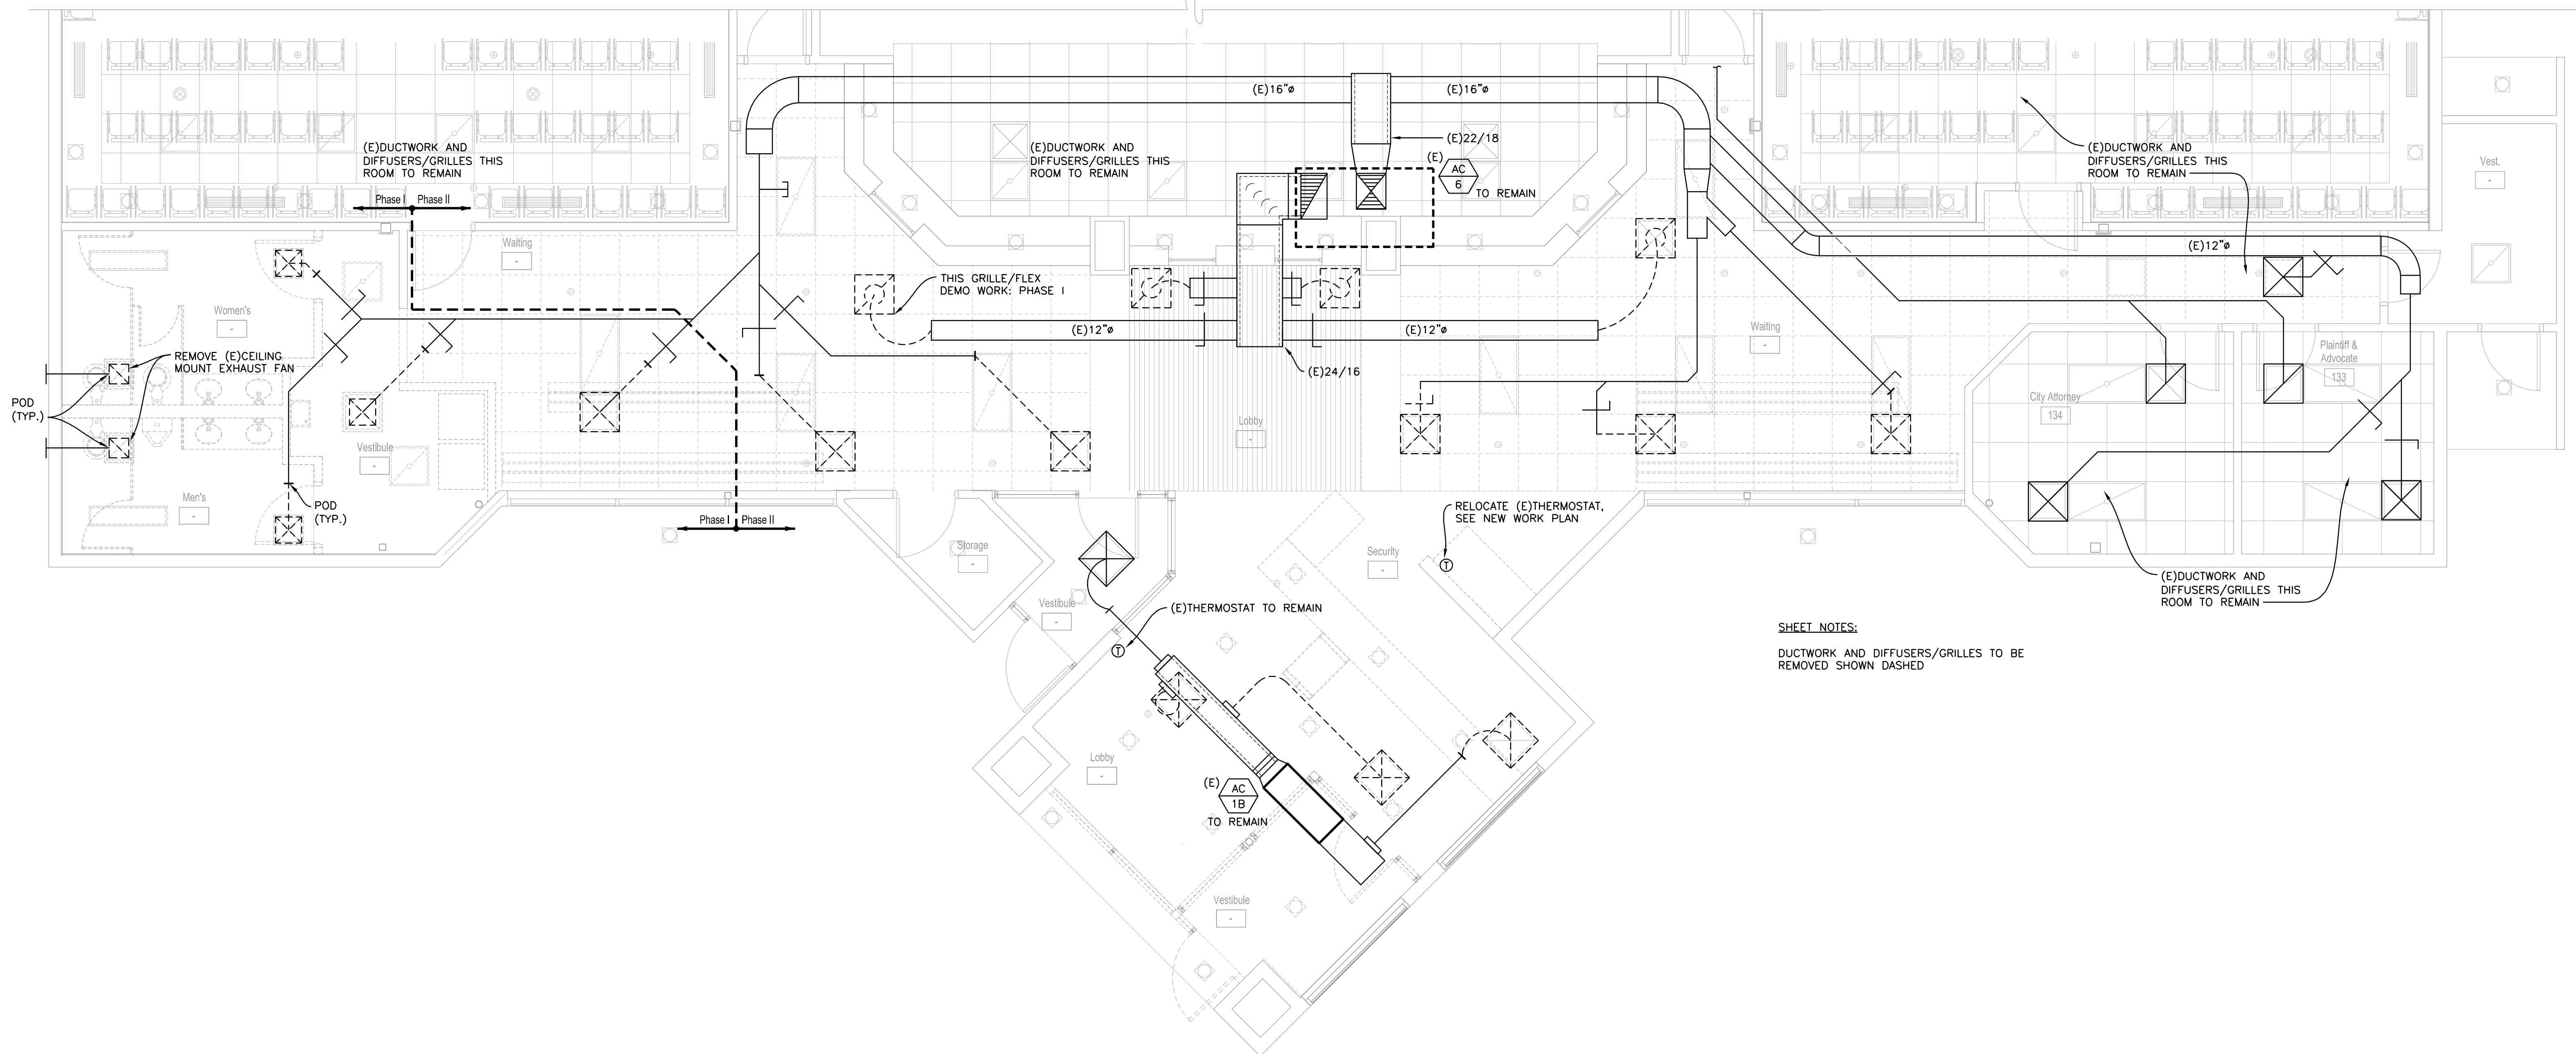 (E)16"ø
(E)16"ø
(E)22/18
(E)DUCTWORK AND
DIFFUSERS/GRILLES THIS
ROOM TO REMAIN
(E)DUCTWORK AND
DIFFUSERS/GRILLES THIS
ROOM TO REMAIN
(E)
AC
6
TO REMAIN
(E)DUCTWORK AND
DIFFUSERS/GRILLES THIS
ROOM TO REMAIN
Vest.
-
Phase I
Phase II
Waiting
-
(E)12"ø
THIS GRILLE/FLEX
DEMO WORK: PHASE I
Women's
-
(E)12"ø
(E)12"ø
Waiting
-
REMOVE (E)CEILING
MOUNT EXHAUST FAN
(E)24/16
Plaintiff &
Advocate
133
POD
(TYP.)
City Attorney
134
Lobby
-
Vestibule
-
Men's
-
POD
(TYP.)
Phase I
Phase II
RELOCATE (E)THERMOSTAT,
SEE NEW WORK PLAN
Storage
-
Security
-
T
(E)DUCTWORK AND
DIFFUSERS/GRILLES THIS
ROOM TO REMAIN
Vestibule
-
(E)THERMOSTAT TO REMAIN
T
SHEET NOTES:
DUCTWORK AND DIFFUSERS/GRILLES TO BE
REMOVED SHOWN DASHED
Lobby
-
(E)
AC
1B
TO REMAIN
Vestibule
-